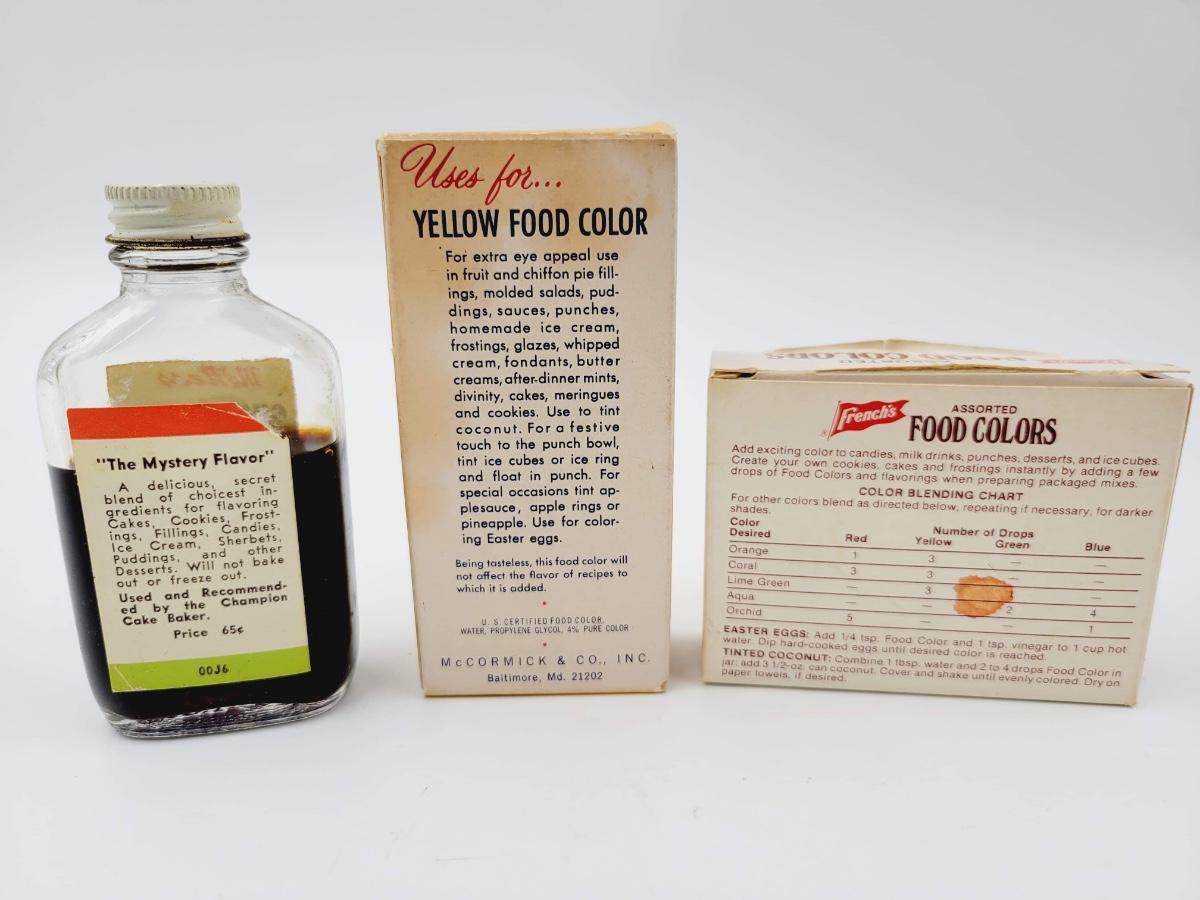 "The Mystery Flavor"
A delicious, secret
blend of choicest in-
gredients for flavoring
Cakes, Cookies, Frost-
ings, Fillings, Candies,
Ice Cream, Sherbets,
Puddings, and other
Desserts. Will not bake
out or freeze out.
Used and Recommend-
ed by the Champion
Cake Baker.
Price 65¢
00J6
Uses for...
YELLOW FOOD COLOR
For extra eye appeal use
in fruit and chiffon pie fill-
ings, molded salads, pud-
dings, sauces, punches,
homemade ice cream,
frostings, glazes, whipped
cream, fondants, butter
creams, after-dinner mints,
divinity, cakes, meringues
and cookies. Use to tint
coconut. For a festive
touch to the punch bowl,
tint ice cubes or ice ring
and float in punch. For
special occasions tint ap-
plesauce, apple rings or
pineapple. Use for color-
ing Easter eggs.
Being tasteless, this food color will
not affect the flavor of recipes to
which it is added.
U. S. CERTIFIED FOOD COLOR,
WATER, PROPYLENE GLYCOL, 4% PURE COLOR
McCORMICK & CO., INC.
Baltimore, Md. 21202
ASSORTED
FOOD COLORS
French's
ASSORTED
FOOD COLORS
Add exciting color to candies, milk drinks, punches, desserts, and ice cubes.
Create your own cookies, cakes and frostings instantly by adding a few
drops of Food Colors and flavorings when preparing packaged mixes.
COLOR BLENDING CHART
For other colors blend as directed below, repeating if necessary, for darker
shades.
Color Number of Drops
Desired Red Yellow Green Blue
Orange 1 3 — —
Coral 3 3 — —
Lime Green — 3 —
Aqua — — 2 4
Orchid 5 — 1
EASTER EGGS: Add 1/4 tsp. Food Color and 1 tsp. vinegar to 1 cup hot
water. Dip hard-cooked eggs until desired color is reached.
TINTED COCONUT: Combine 1 tbsp. water and 2 to 4 drops Food Color in
jar; add 3 1/2-oz. can coconut. Cover and shake until evenly colored. Dry on
paper towels, if desired.